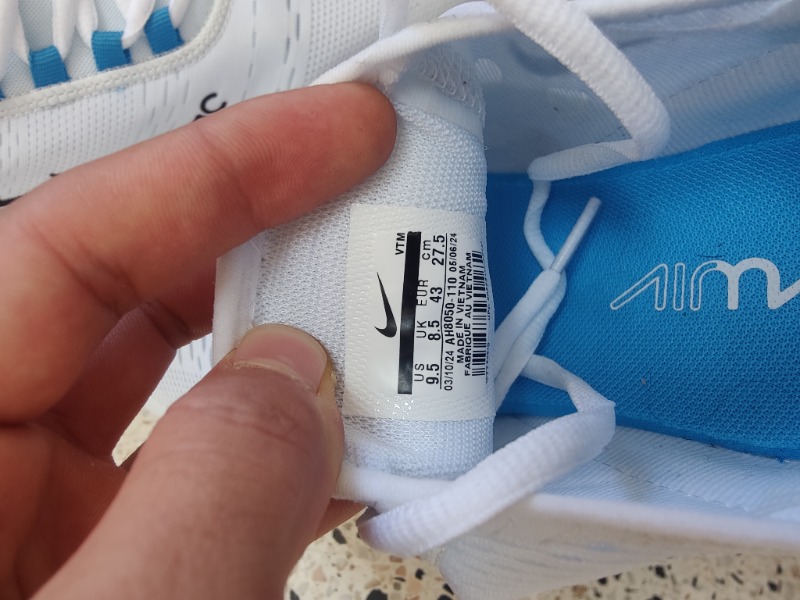 VTM
US UK EUR cm
9.5 8.5 43 27.5
03/10/24 AH8050-110 05/06/24
MADE IN VIETNAM
FABRIQUE AU VIETNAM
AIR